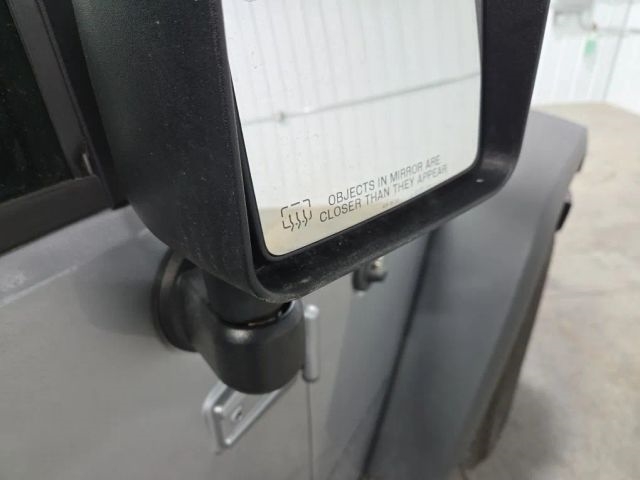 OBJECTS IN MIRROR ARE
CLOSER THAN THEY APPEAR